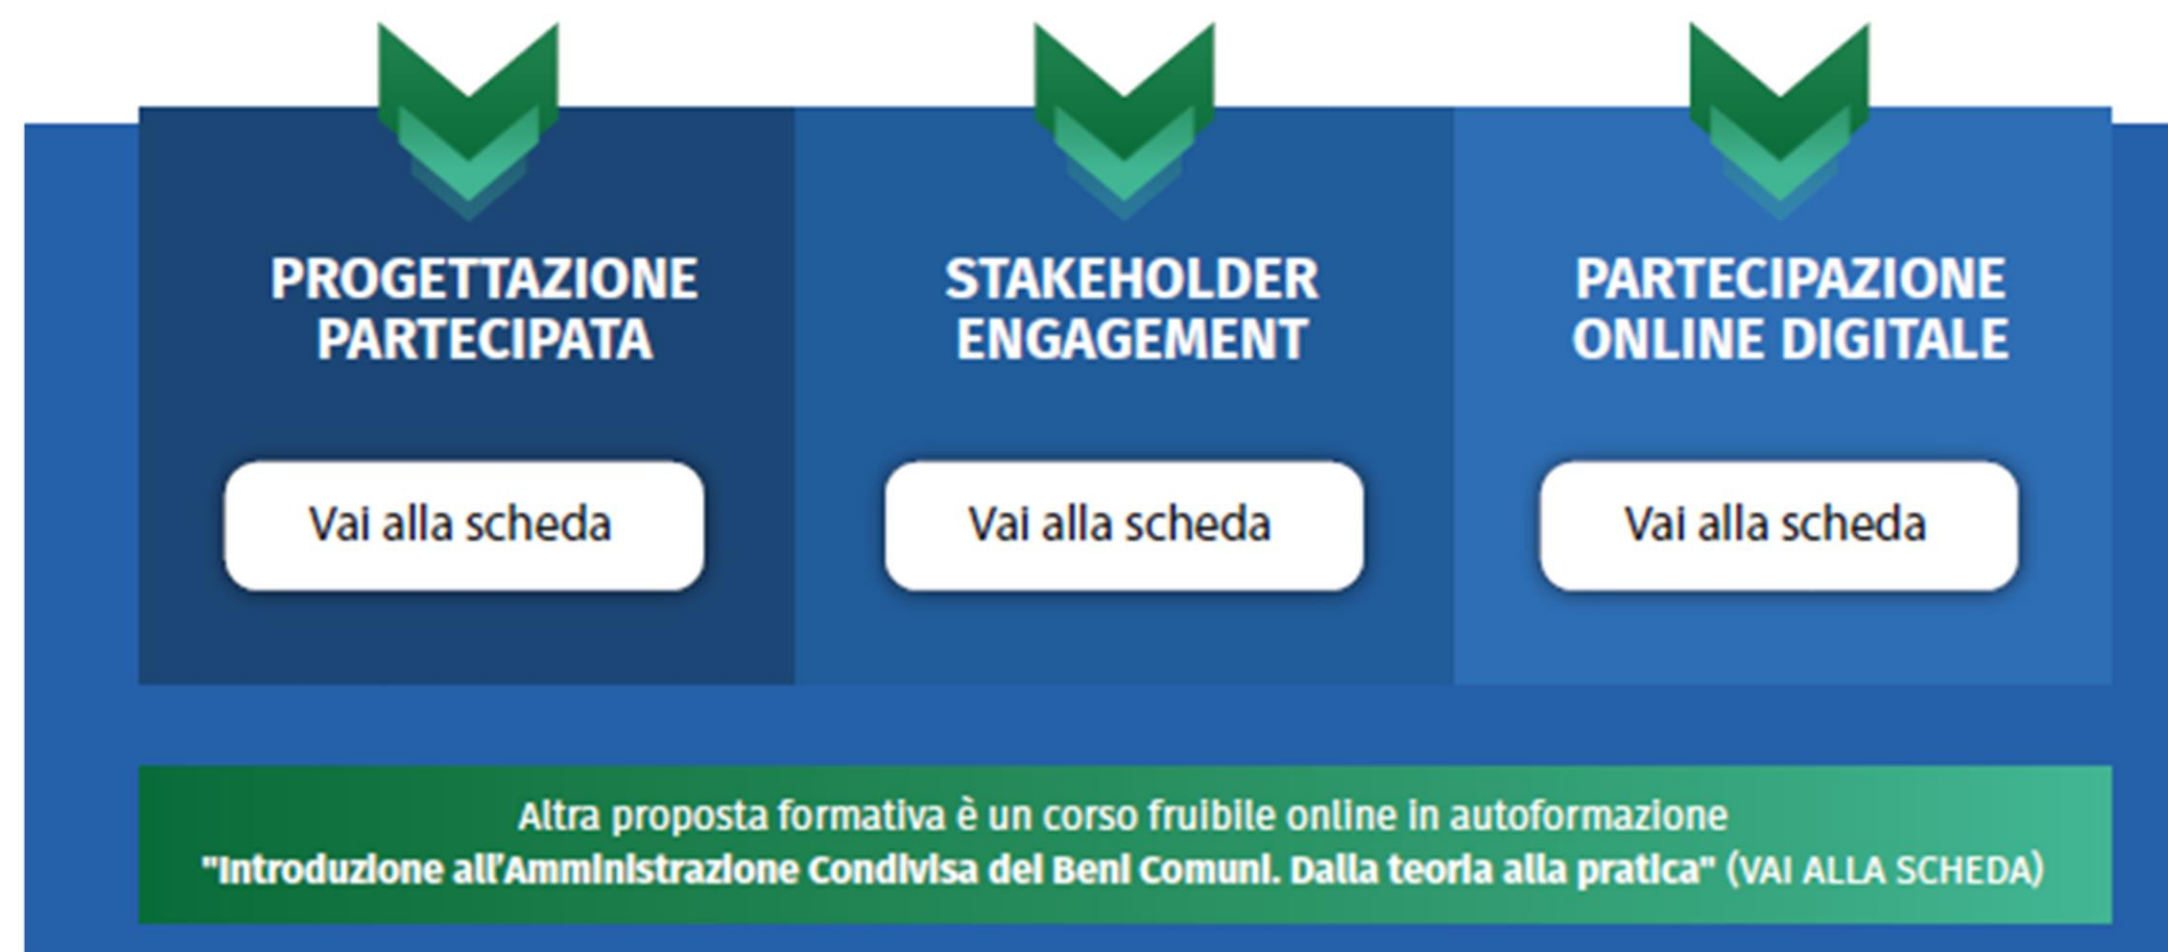 PROGETTAZIONE
PARTECIPATA
Vai alla scheda
STAKEHOLDER
ENGAGEMENT
Vai alla scheda
PARTECIPAZIONE
ONLINE DIGITALE
Vai alla scheda
Altra proposta formativa è un corso fruibile online in autoformazione
"Introduzione all'Amministrazione Condivisa dei Beni Comuni. Dalla teoria alla pratica" (VAI ALLA SCHEDA)